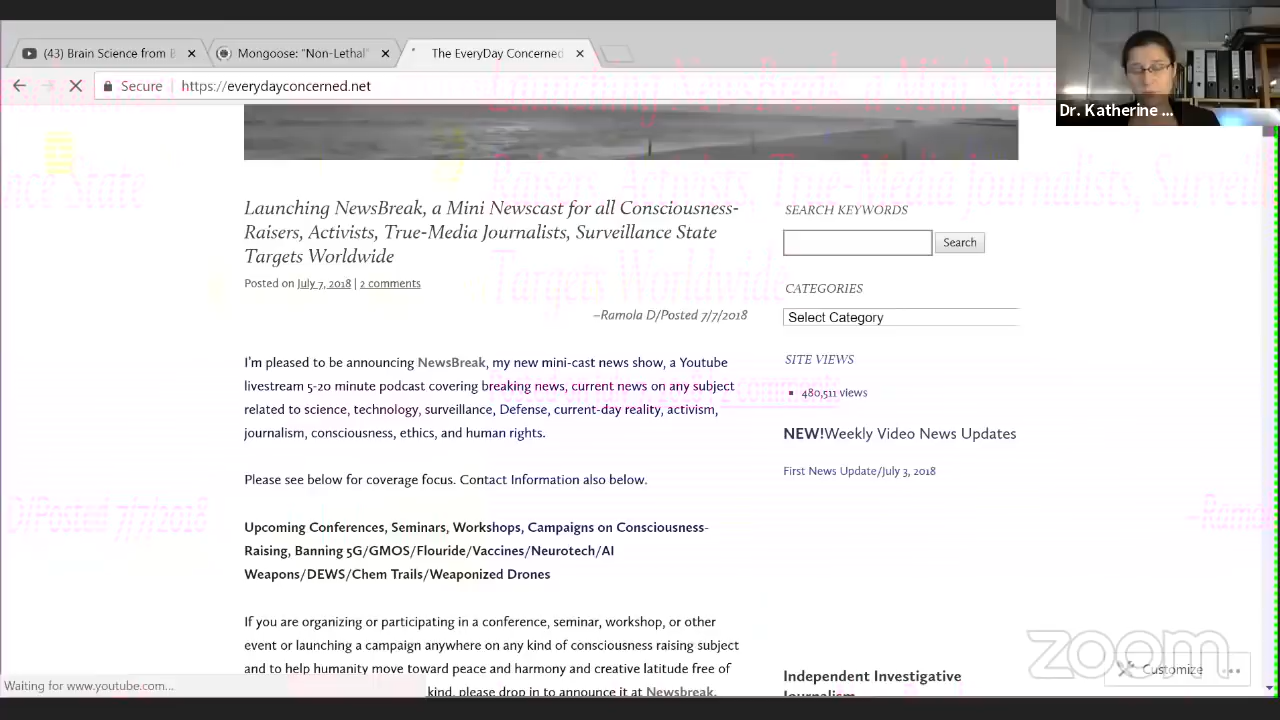 (43) Brain Science from B
Mongoose: "Non-Lethal"
The EveryDay Concerned
Secure
https://everydayconcerned.net
Dr. Katherine ...
Launching NewsBreak, a Mini Newscast for all Consciousness-
Raisers, Activists, True-Media Journalists, Surveillance State
Targets Worldwide
Posted on July 7, 2018 | 2 comments
–Ramola D/Posted 7/7/2018
I'm pleased to be announcing NewsBreak, my new mini-cast news show, a Youtube
livestream 5-20 minute podcast covering breaking news, current news on any subject
related to science, technology, surveillance, Defense, current-day reality, activism,
journalism, consciousness, ethics, and human rights.
Please see below for coverage focus. Contact Information also below.
Upcoming Conferences, Seminars, Workshops, Campaigns on Consciousness-
Raising, Banning 5G/GMOS/Flouride/Vaccines/Neurotech/AI
Weapons/DEWS/Chem Trails/Weaponized Drones
If you are organizing or participating in a conference, seminar, workshop, or other
event or launching a campaign anywhere on any kind of consciousness raising subject
and to help humanity move toward peace and harmony and creative latitude free of
kind, please drop in to announce it at Newsbreak.
SEARCH KEYWORDS
Search
CATEGORIES
Select Category
SITE VIEWS
480,511 views
NEW!Weekly Video News Updates
First News Update/July 3, 2018
Independent Investigative
Journalism
zoom
Customize
Waiting for www.youtube.com...